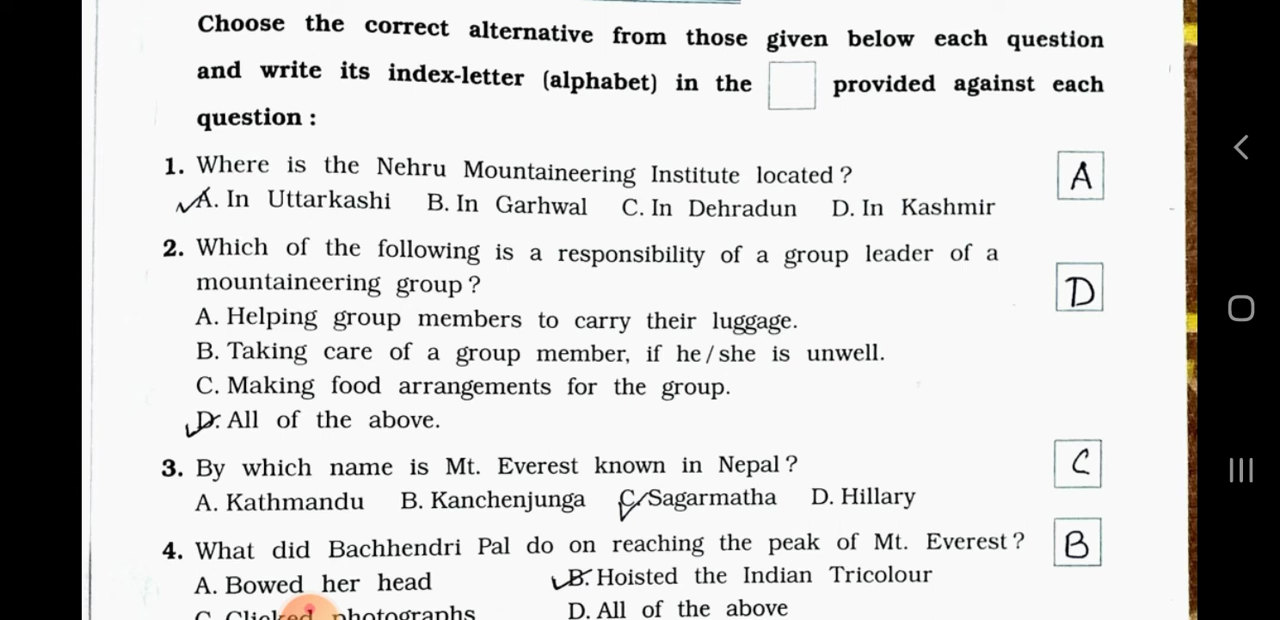 Choose the correct alternative from those given below each question
and write its index-letter (alphabet) in the provided against each
question :
1. Where is the Nehru Mountaineering Institute located ? A
A. In Uttarkashi B. In Garhwal C. In Dehradun D. In Kashmir
2. Which of the following is a responsibility of a group leader of a
mountaineering group ? D
A. Helping group members to carry their luggage.
B. Taking care of a group member, if he / she is unwell.
C. Making food arrangements for the group.
D. All of the above.
3. By which name is Mt. Everest known in Nepal ? C
A. Kathmandu B. Kanchenjunga C. Sagarmatha D. Hillary
4. What did Bachhendri Pal do on reaching the peak of Mt. Everest ? B
A. Bowed her head B. Hoisted the Indian Tricolour
C. Clicked photographs D. All of the above